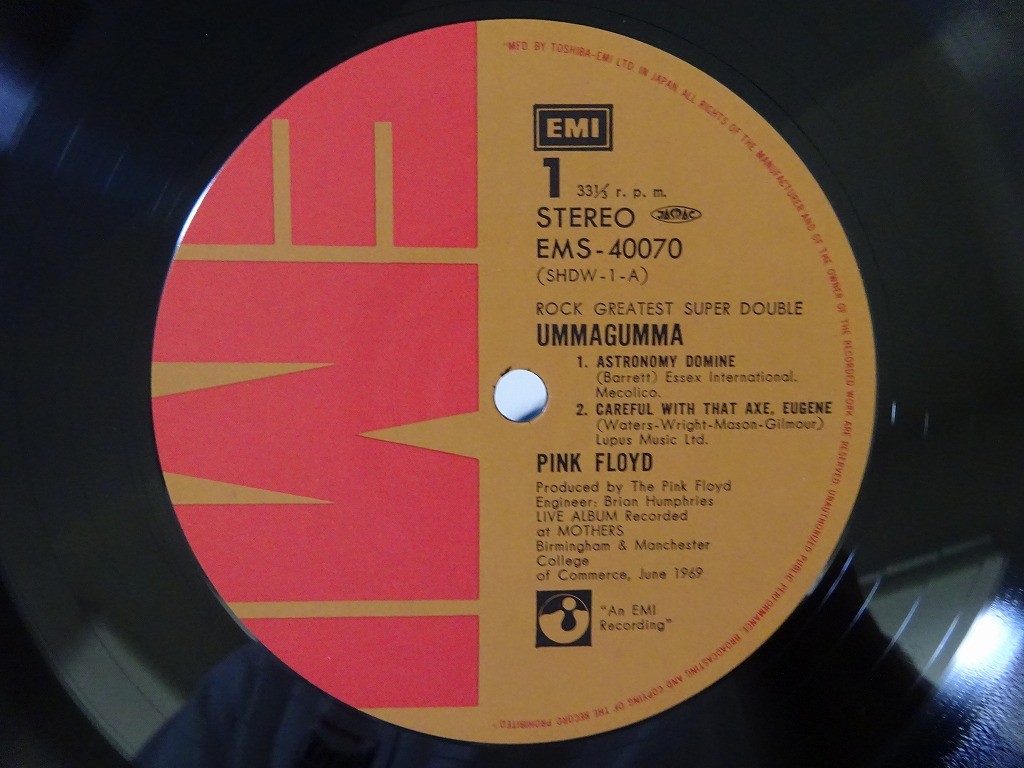 "MFD. BY TOSHIBA-EMI LTD. IN JAPAN. ALL RIGHTS OF THE MANUFACTURER AND OF THE OWNER OF THE RECORDED WORK ARE RESERVED. UNAUTHORIZED PUBLIC PERFORMANCE, BROADCASTING AND COPYING OF THE RECORD PROHIBITED."
EMI
EMI
1 33⅓ r. p. m.
STEREO JASRAC
EMS-40070
(SHDW-1-A)
ROCK GREATEST SUPER DOUBLE
UMMAGUMMA
1. ASTRONOMY DOMINE
(Barrett) Essex International.
Mecolico.
2. CAREFUL WITH THAT AXE, EUGENE
(Waters-Wright-Mason-Gilmour)
Lupus Music Ltd.
PINK FLOYD
Produced by The Pink Floyd
Engineer: Brian Humphries
LIVE ALBUM Recorded
at MOTHERS
Birmingham & Manchester
College
of Commerce, June 1969
"An EMI
Recording"